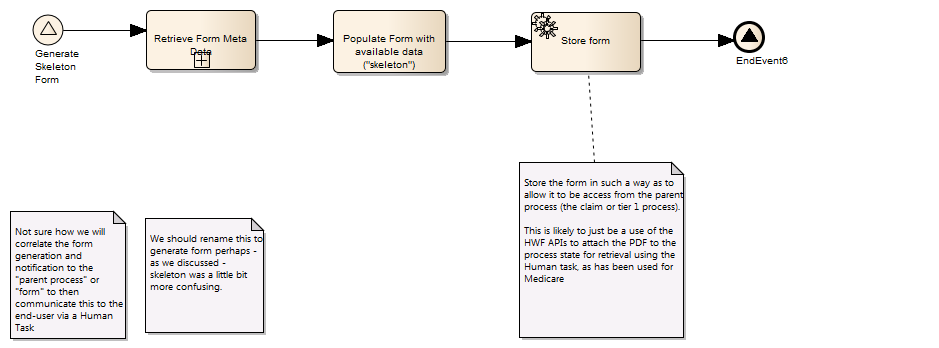 Generate
Skeleton
Form
Retrieve Form Meta
Data
Populate Form with
available data
("skeleton")
Store form
EndEvent6
Store the form in such a way as to
allow it to be access from the parent
process (the claim or tier 1 process).
This is likely to just be a use of the
HWF APIs to attach the PDF to the
process state for retrieval using the
Human task, as has been used for
Medicare
Not sure how we will
correlate the form
generation and
notification to the
"parent process" or
"form" to then
communicate this to the
end-user via a Human
Task
We should rename this to
generate form perhaps -
as we discussed -
skeleton was a little bit
more confusing.